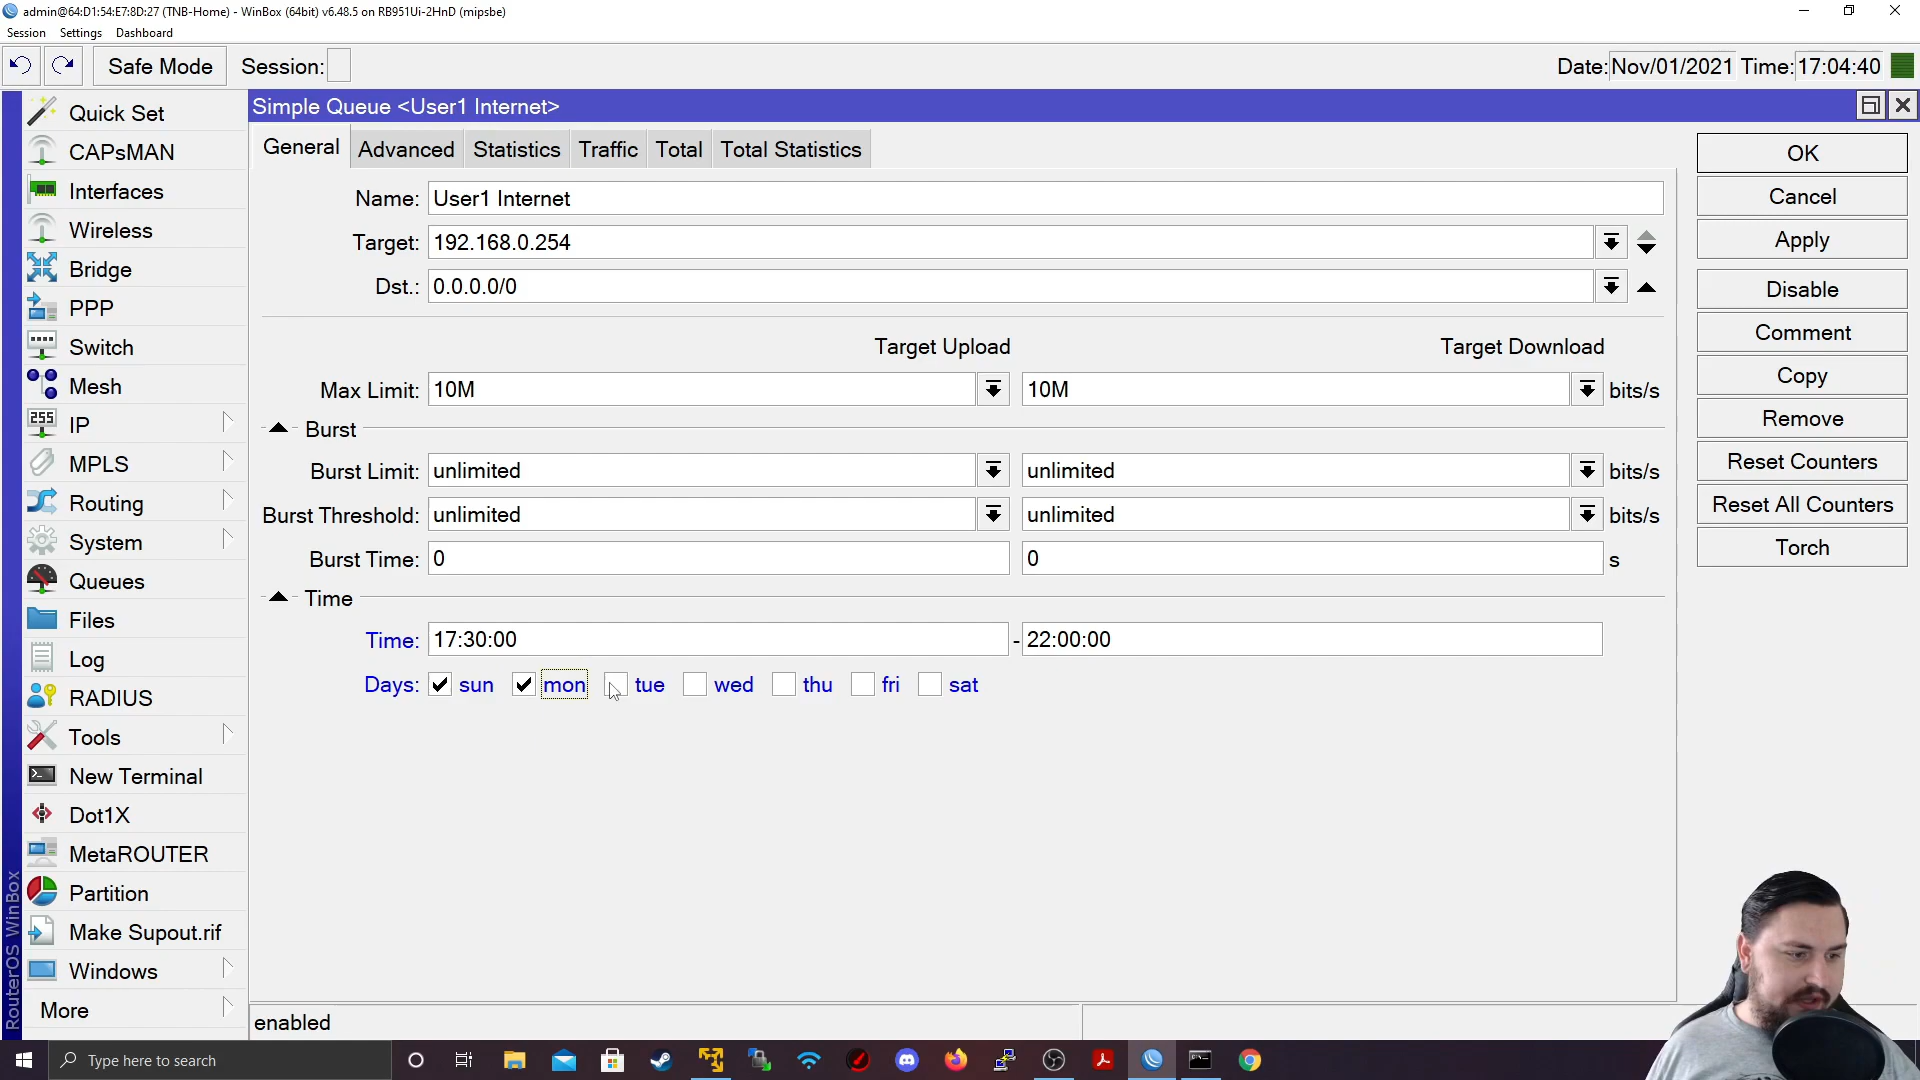 admin@64:D1:54:E7:8D:27 (TNB-Home) - WinBox (64bit) v6.48.5 on RB951Ui-2HnD (mipsbe)
Session Settings Dashboard
Safe Mode Session: Date: Nov/01/2021 Time: 17:04:40
Quick Set
CAPsMAN
Interfaces
Wireless
Bridge
PPP
Switch
Mesh
255
IP
MPLS
Routing
System
Queues
Files
Log
RADIUS
Tools
New Terminal
Dot1X
MetaROUTER
Partition
Make Supout.rif
Windows
More
RouterOS WinBox
Simple Queue <User1 Internet>
General Advanced Statistics Traffic Total Total Statistics
Name: User1 Internet
Target: 192.168.0.254
Dst.: 0.0.0.0/0
Target Upload Target Download
Max Limit: 10M 10M bits/s
Burst
Burst Limit: unlimited unlimited bits/s
Burst Threshold: unlimited unlimited bits/s
Burst Time: 0 0 s
Time
Time: 17:30:00 - 22:00:00
Days: sun mon tue wed thu fri sat
enabled
OK
Cancel
Apply
Disable
Comment
Copy
Remove
Reset Counters
Reset All Counters
Torch
Type here to search